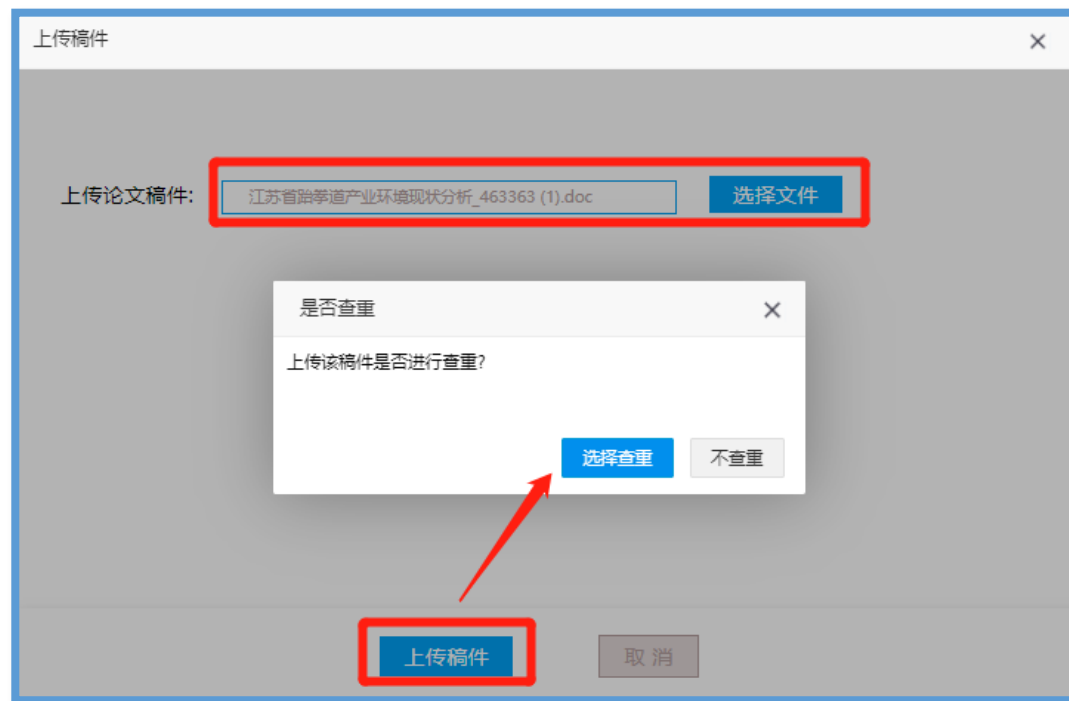 上传稿件
上传论文稿件:
江苏省跆拳道产业环境现状分析_463363 (1).doc
选择文件
是否查重
上传该稿件是否进行查重?
选择查重
不查重
上传稿件
取 消